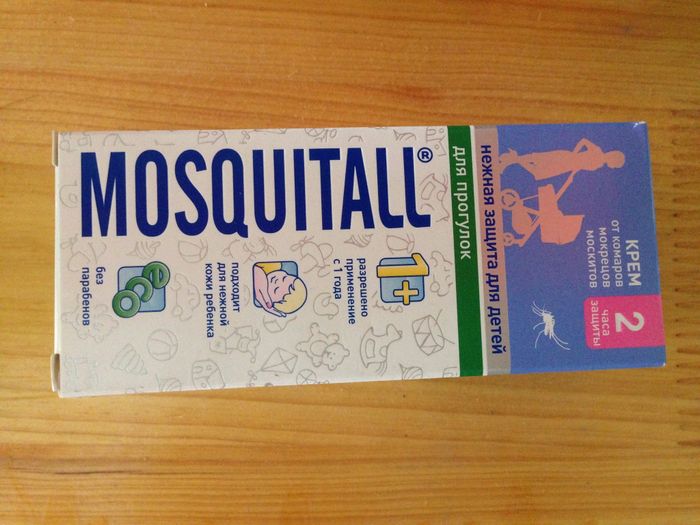 MOSQUITALL®
eco
без
парабенов
подходит
для нежной
кожи ребенка
1+
разрешено
применение
с 1 года
для прогулок
нежная защита для детей
КРЕМ
от комаров
мокрецов
москитов
2
часа
защиты